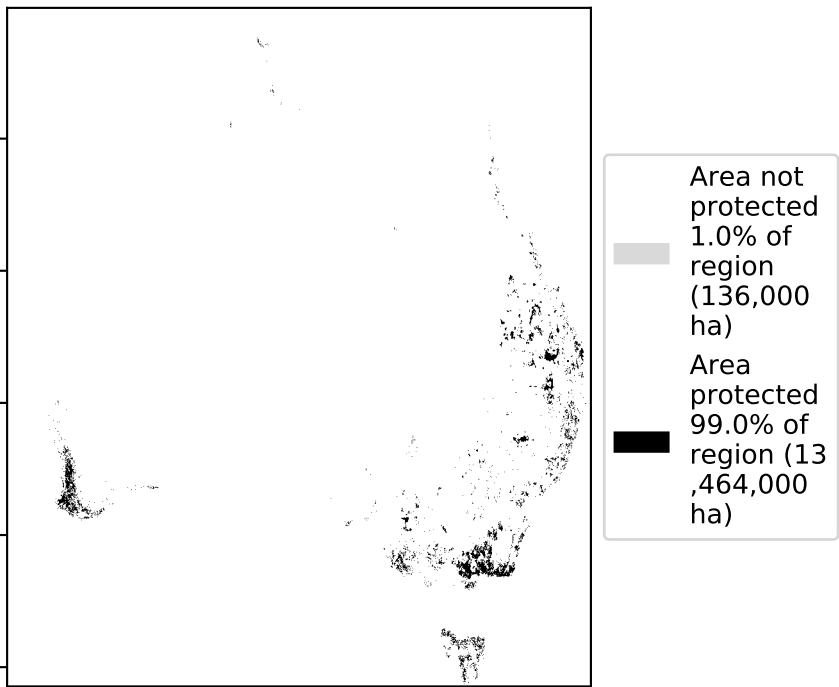 Area not
protected
1.0% of
region
(136,000
ha)
Area
protected
99.0% of
region (13
,464,000
ha)